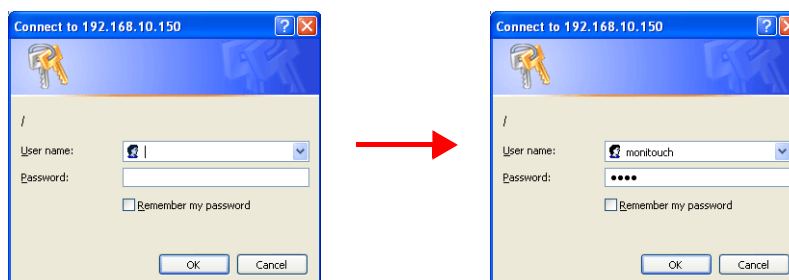 Connect to 192.168.10.150
/
User name:
Password:
Remember my password
OK Cancel
Connect to 192.168.10.150
/
User name: monitouch
Password: ●●●●
Remember my password
OK Cancel